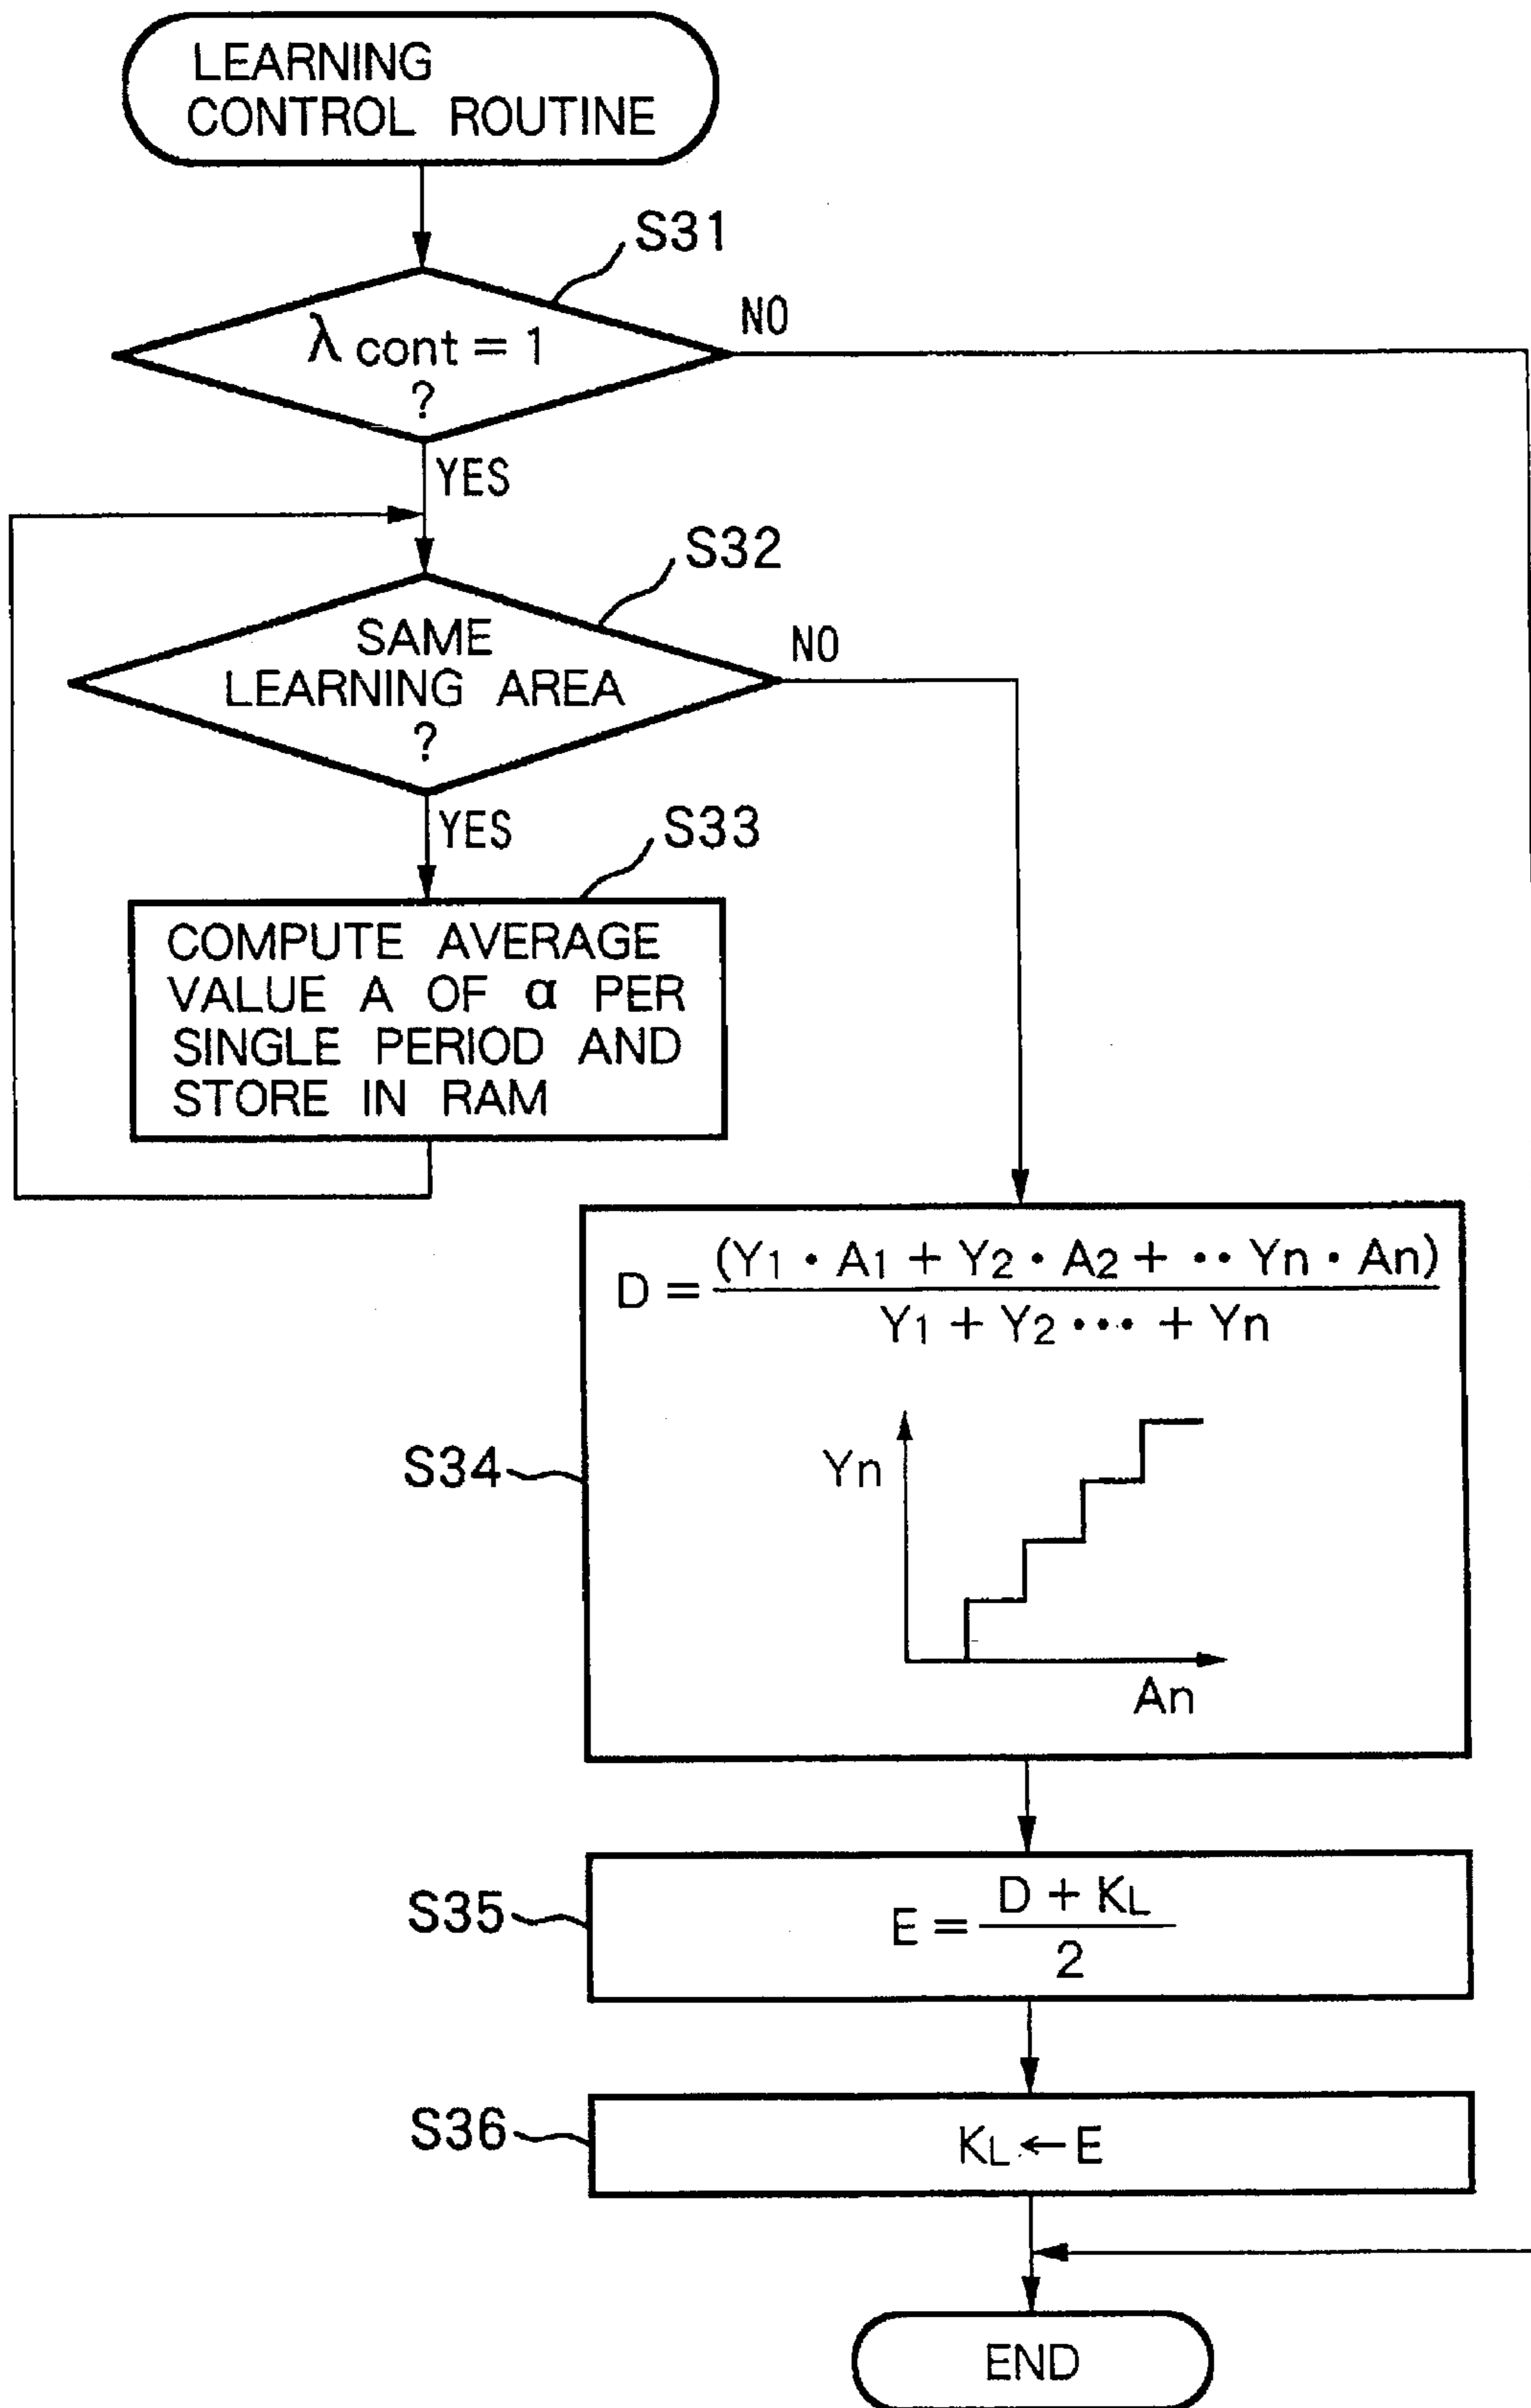 LEARNING
CONTROL ROUTINE
S31
λ cont = 1
?
NO
YES
S32
SAME
LEARNING AREA
?
NO
YES
S33
COMPUTE AVERAGE
VALUE A OF α PER
SINGLE PERIOD AND
STORE IN RAM
S34
D = (Y1 · A1 + Y2 · A2 + ·· Yn · An)
Y1 + Y2 ··· + Yn
Yn
An
S35
E = D + KL
2
S36
KL ← E
END